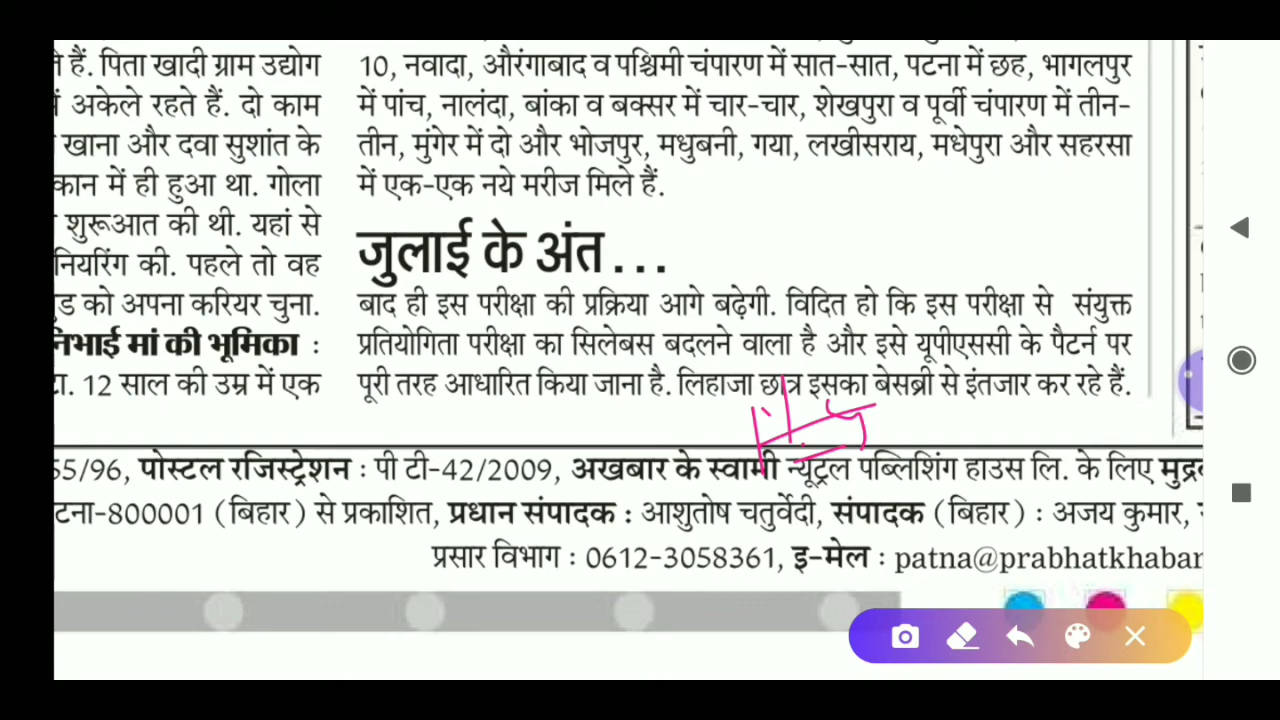 ते हैं. पिता खादी ग्राम उद्योग
अकेले रहते हैं. दो काम
खाना और दवा सुशांत के
कान में ही हुआ था. गोला
शुरूआत की थी. यहां से
नियरिंग की. पहले तो वह
को अपना करियर चुना.
निभाई मां की भूमिका :
टा. 12 साल की उम्र में एक
10, नवादा, औरंगाबाद व पश्चिमी चंपारण में सात-सात, पटना में छह, भागलपुर
में पांच, नालंदा, बांका व बक्सर में चार-चार, शेखपुरा व पूर्वी चंपारण में तीन-
तीन, मुंगेर में दो और भोजपुर, मधुबनी, गया, लखीसराय, मधेपुरा और सहरसा
में एक-एक नये मरीज मिले हैं.
जुलाई के अंत...
बाद ही इस परीक्षा की प्रक्रिया आगे बढ़ेगी. विदित हो कि इस परीक्षा से संयुक्त
प्रतियोगिता परीक्षा का सिलेबस बदलने वाला है और इसे यूपीएससी के पैटर्न पर
पूरी तरह आधारित किया जाना है. लिहाजा छात्र इसका बेसब्री से इंतजार कर रहे हैं.
55/96, पोस्टल रजिस्ट्रेशन : पी टी-42/2009, अखबार के स्वामी न्यूट्रल पब्लिशिंग हाउस लि. के लिए मुद्रक
टना-800001 (बिहार) से प्रकाशित, प्रधान संपादक : आशुतोष चतुर्वेदी, संपादक (बिहार) : अजय कुमार,
प्रसार विभाग : 0612-3058361, इ-मेल : patna@prabhatkhabar